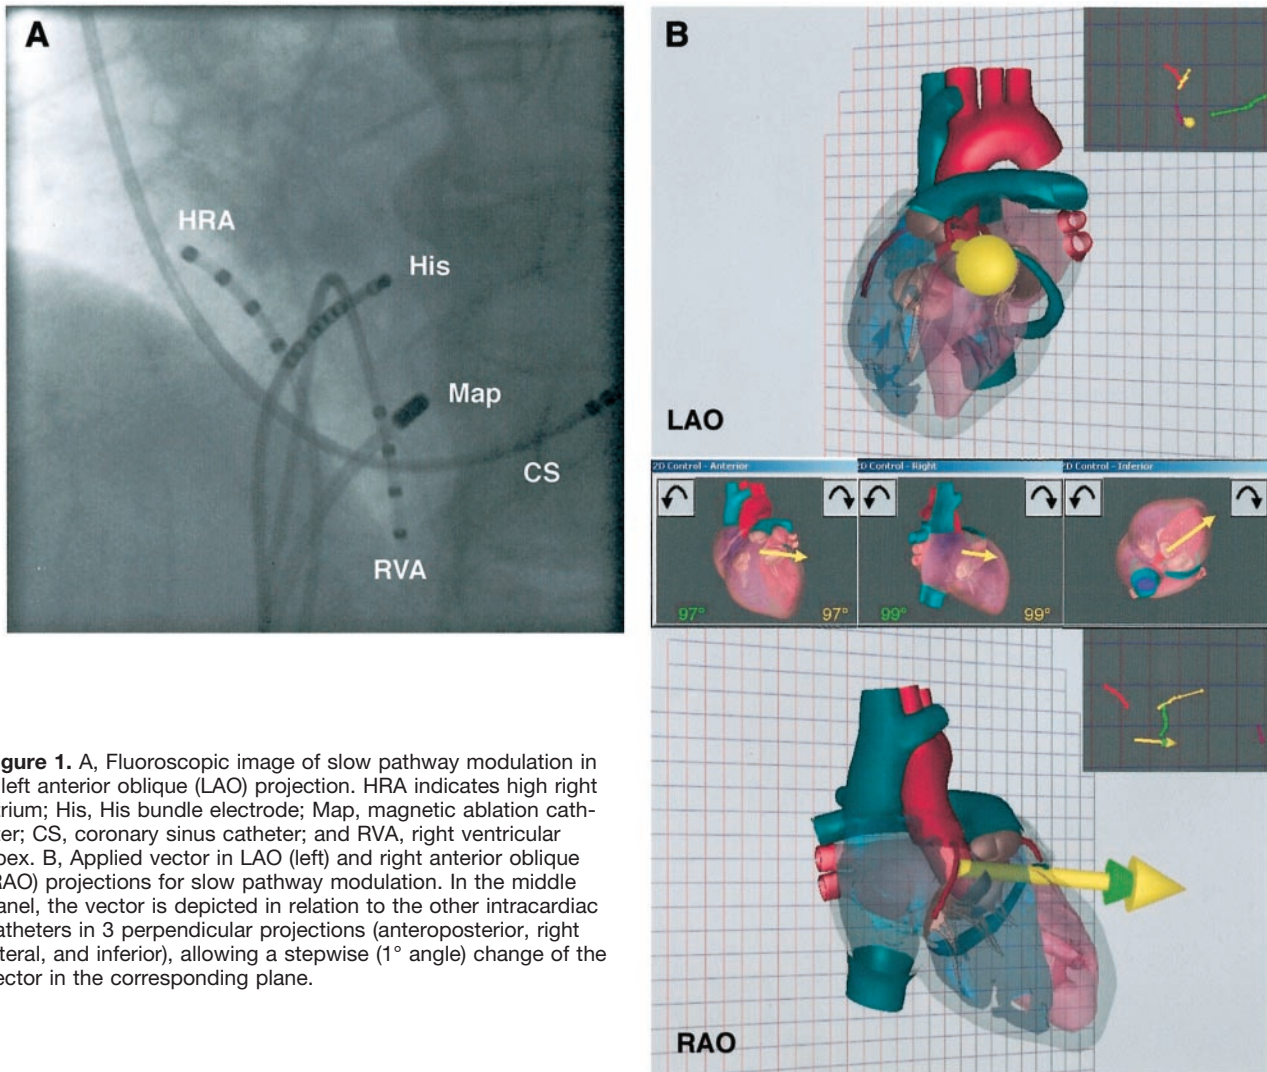 A
HRA
His
Map
CS
RVA
B
LAO
2D Control - Anterior
2D Control - Right
2D Control - Inferior
97°
97°
99°
99°
RAO
gure 1. A, Fluoroscopic image of slow pathway modulation in
left anterior oblique (LAO) projection. HRA indicates high right
trium; His, His bundle electrode; Map, magnetic ablation cath-
ter; CS, coronary sinus catheter; and RVA, right ventricular
pex. B, Applied vector in LAO (left) and right anterior oblique
RAO) projections for slow pathway modulation. In the middle
anel, the vector is depicted in relation to the other intracardiac
atheters in 3 perpendicular projections (anteroposterior, right
teral, and inferior), allowing a stepwise (1° angle) change of the
ector in the corresponding plane.